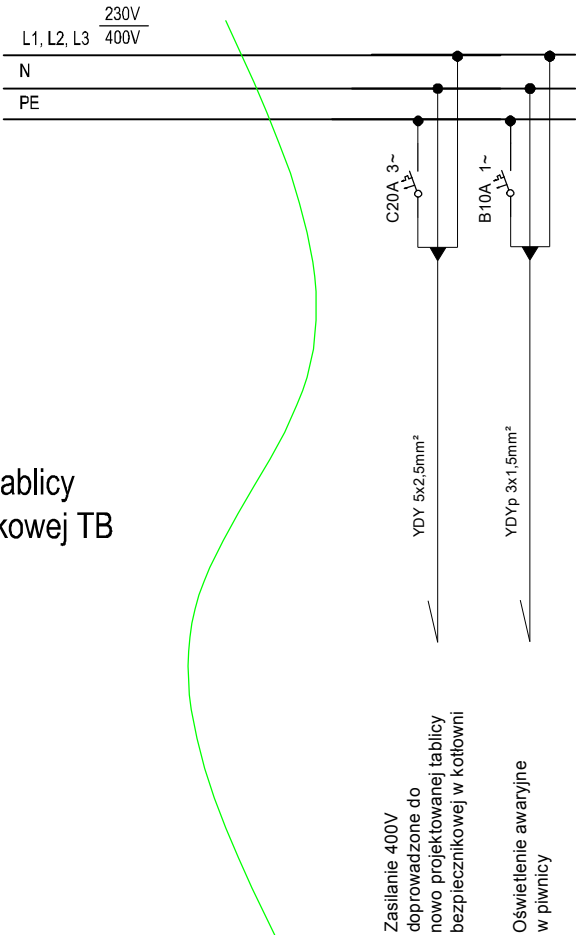 230V
L1, L2, L3 400V
N
PE
C20A 3~
B10A 1~
YDY 5x2,5mm²
YDYp 3x1,5mm²
ablicy
kowej TB
Zasilanie 400V
doprowadzone do
nowo projektowanej tablicy
bezpiecznikowej w kotłowni
Oświetlenie awaryjne
w piwnicy